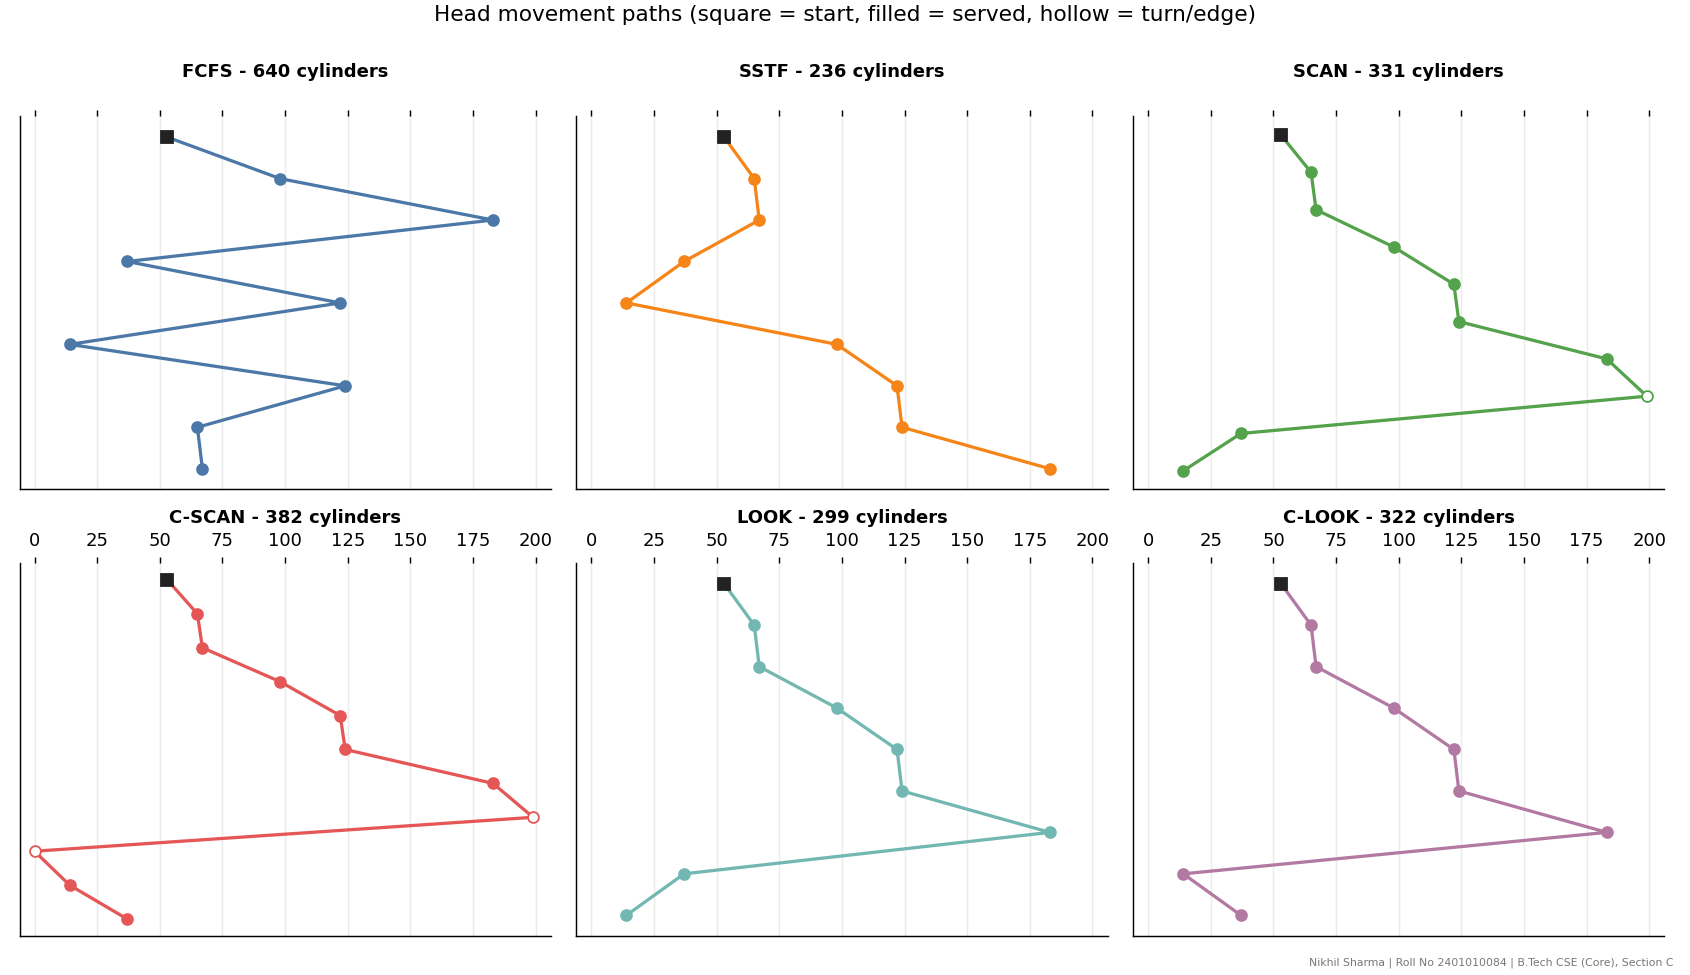 Head movement paths (square = start, filled = served, hollow = turn/edge)
FCFS - 640 cylinders
SSTF - 236 cylinders
SCAN - 331 cylinders
C-SCAN - 382 cylinders
0 25 50 75 100 125 150 175 200
LOOK - 299 cylinders
0 25 50 75 100 125 150 175 200
C-LOOK - 322 cylinders
0 25 50 75 100 125 150 175 200
Nikhil Sharma | Roll No 2401010084 | B.Tech CSE (Core), Section C